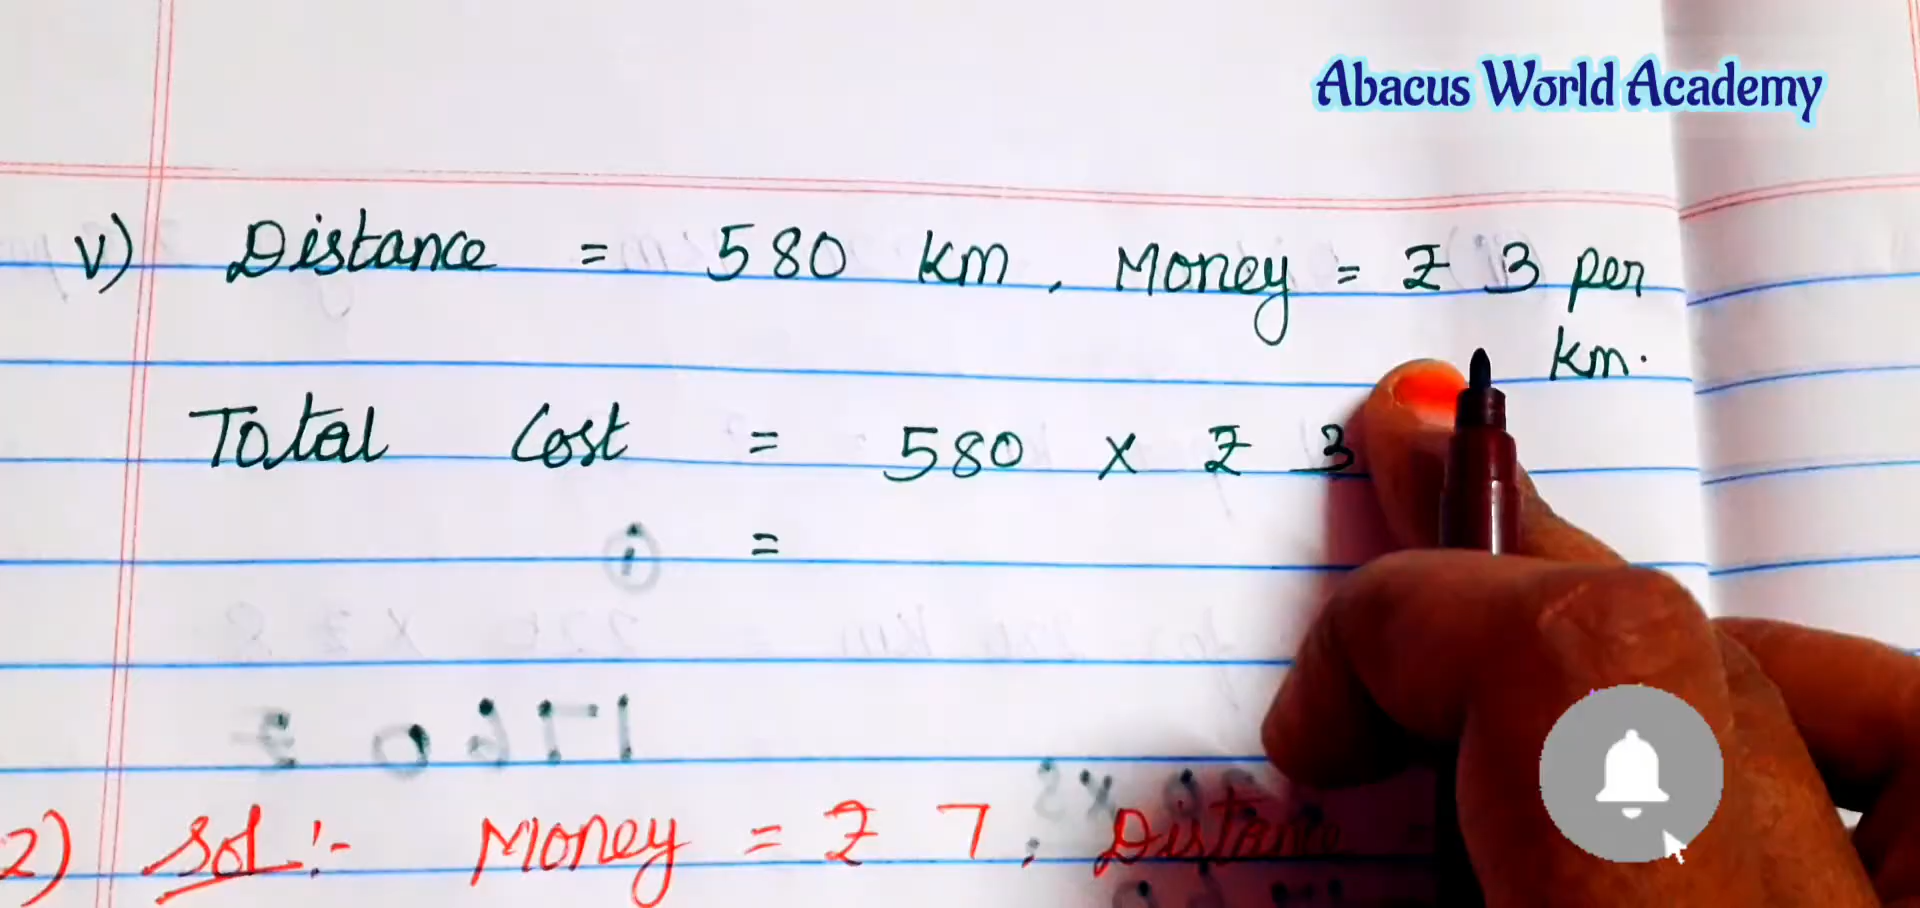 Abacus World Academy
v) Distance = 580 km, Money = ₹ 3 per km.
Total Cost = 580 x ₹ 3
=
2) Sol:- Money = ₹ 7, Distance